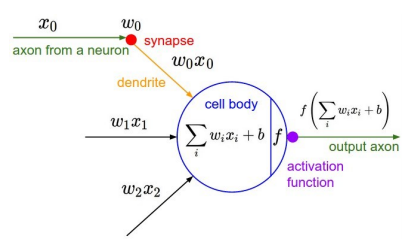 x₀ w₀
synapse
axon from a neuron
w₀x₀
dendrite
cell body
f(∑ᵢ wᵢxᵢ + b)
w₁x₁
∑ᵢ wᵢxᵢ + b f
output axon
activation
function
w₂x₂